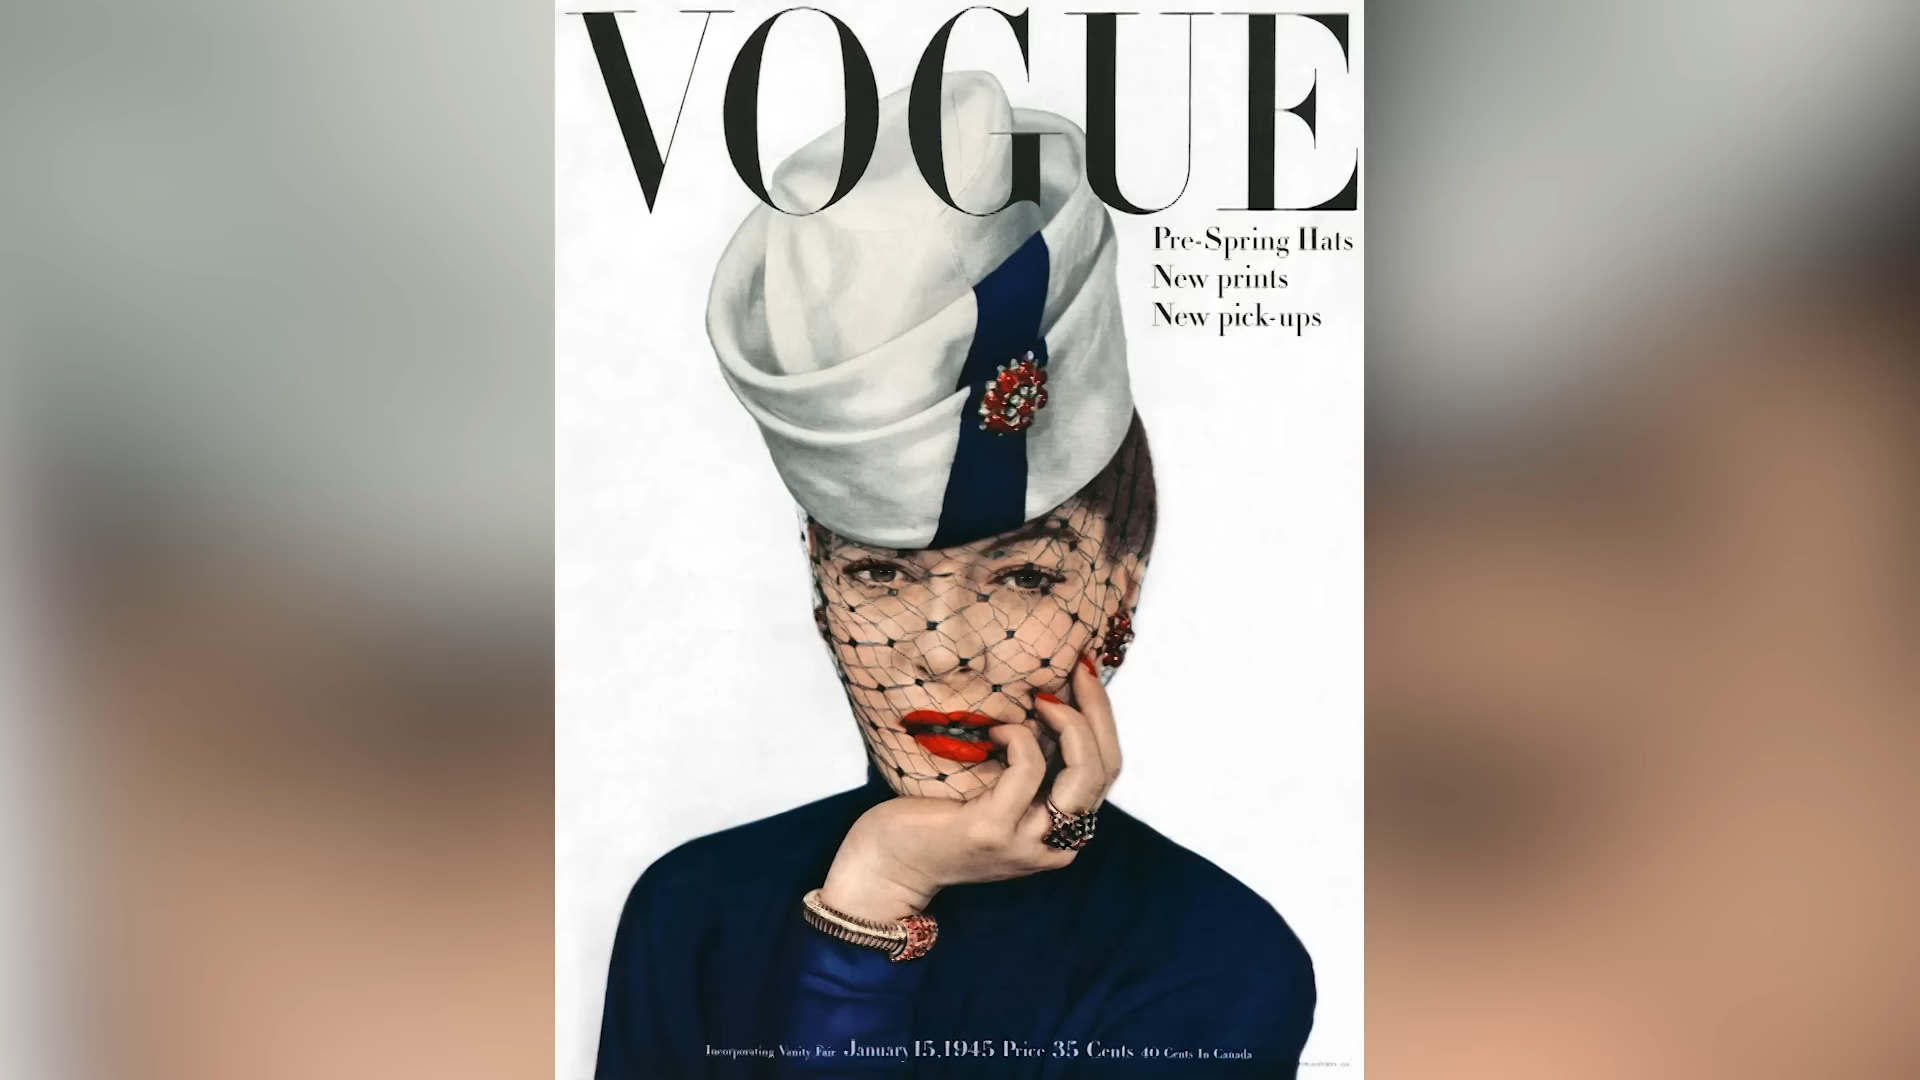 VOGUE
Pre-Spring Hats
New prints
New pick-ups
Incorporating Vanity Fair January 15, 1945 Price 35 Cents 40 Cents In Canada